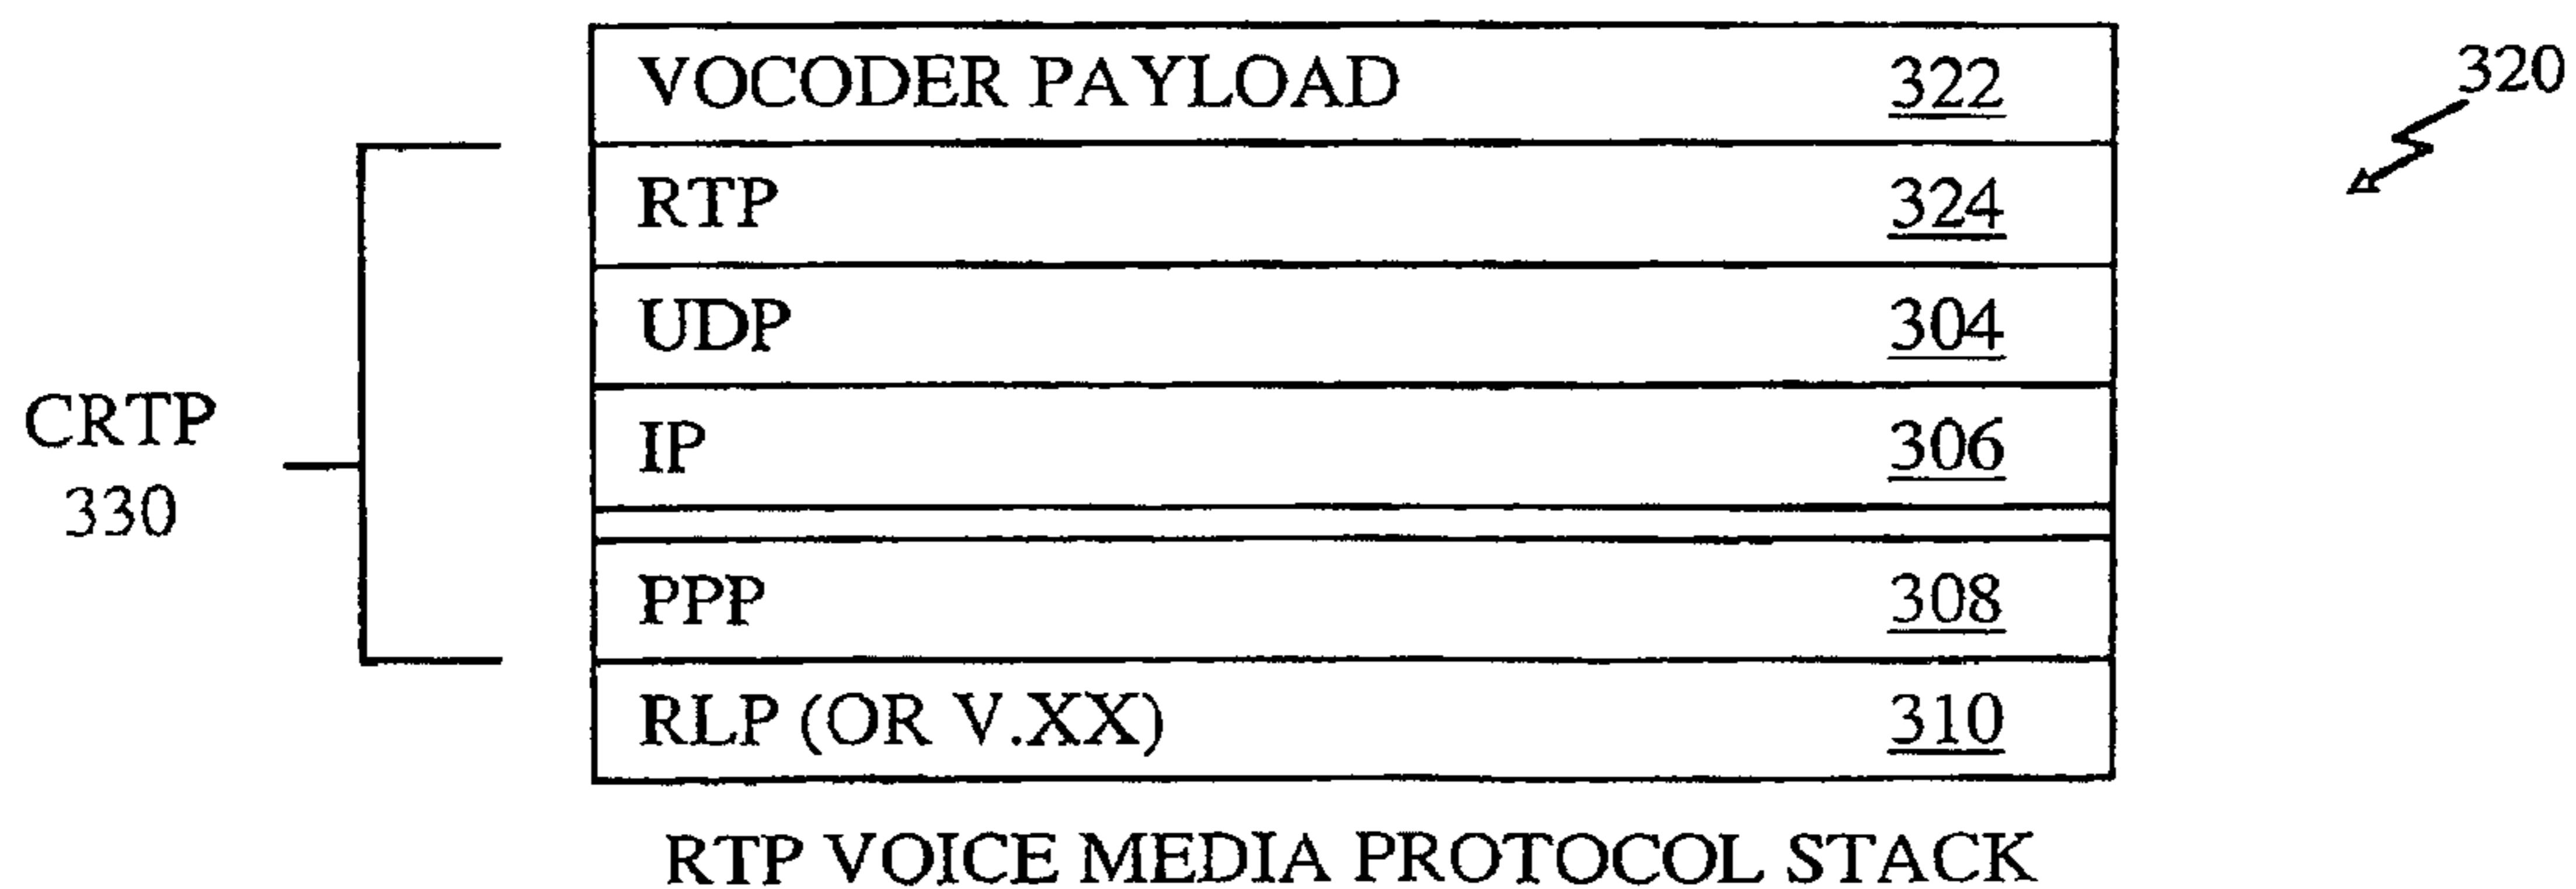 VOCODER PAYLOAD 322
320
RTP 324
UDP 304
CRTP
330
IP 306
PPP 308
RLP (OR V.XX) 310
RTP VOICE MEDIA PROTOCOL STACK